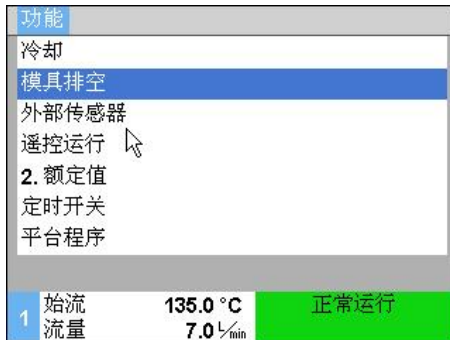 功能
冷却
模具排空
外部传感器
遥控运行
2. 额定值
定时开关
平台程序
1 始流 135.0 °C 正常运行
流量 7.0 L/min